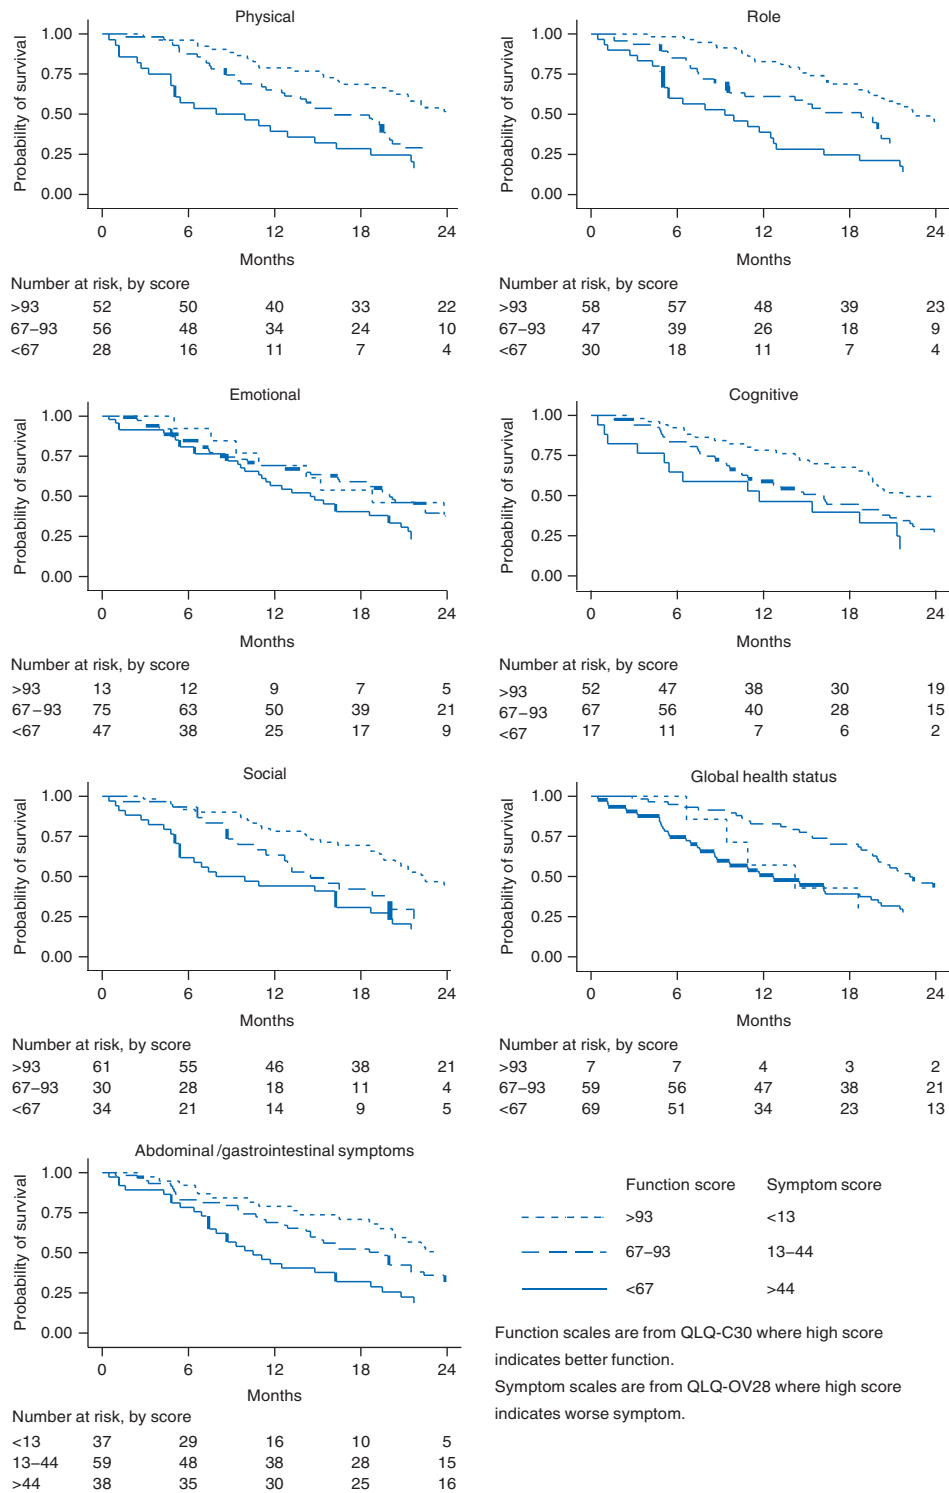 Physical
Probability of survival
1.00
0.75
0.50
0.25
0.00
0 6 12 18 24
Months
Number at risk, by score
>93 52 50 40 33 22
67–93 56 48 34 24 10
<67 28 16 11 7 4
Role
Probability of survival
1.00
0.75
0.50
0.25
0.00
0 6 12 18 24
Months
Number at risk, by score
>93 58 57 48 39 23
67–93 47 39 26 18 9
<67 30 18 11 7 4
Emotional
Probability of survival
1.00
0.57
0.50
0.25
0.00
0 6 12 18 24
Months
Number at risk, by score
>93 13 12 9 7 5
67–93 75 63 50 39 21
<67 47 38 25 17 9
Cognitive
Probability of survival
1.00
0.75
0.50
0.25
0.00
0 6 12 18 24
Months
Number at risk, by score
>93 52 47 38 30 19
67–93 67 56 40 28 15
<67 17 11 7 6 2
Social
Probability of survival
1.00
0.57
0.50
0.25
0.00
0 6 12 18 24
Months
Number at risk, by score
>93 61 55 46 38 21
67–93 30 28 18 11 4
<67 34 21 14 9 5
Global health status
Probability of survival
1.00
0.57
0.50
0.25
0.00
0 6 12 18 24
Months
Number at risk, by score
>93 7 7 4 3 2
67–93 59 56 47 38 21
<67 69 51 34 23 13
Abdominal/gastrointestinal symptoms
Probability of survival
1.00
0.75
0.50
0.25
0.00
0 6 12 18 24
Months
Number at risk, by score
<13 37 29 16 10 5
13–44 59 48 38 28 15
>44 38 35 30 25 16
Function score Symptom score
>93 <13
67–93 13–44
<67 >44
Function scales are from QLQ-C30 where high score
indicates better function.
Symptom scales are from QLQ-OV28 where high score
indicates worse symptom.